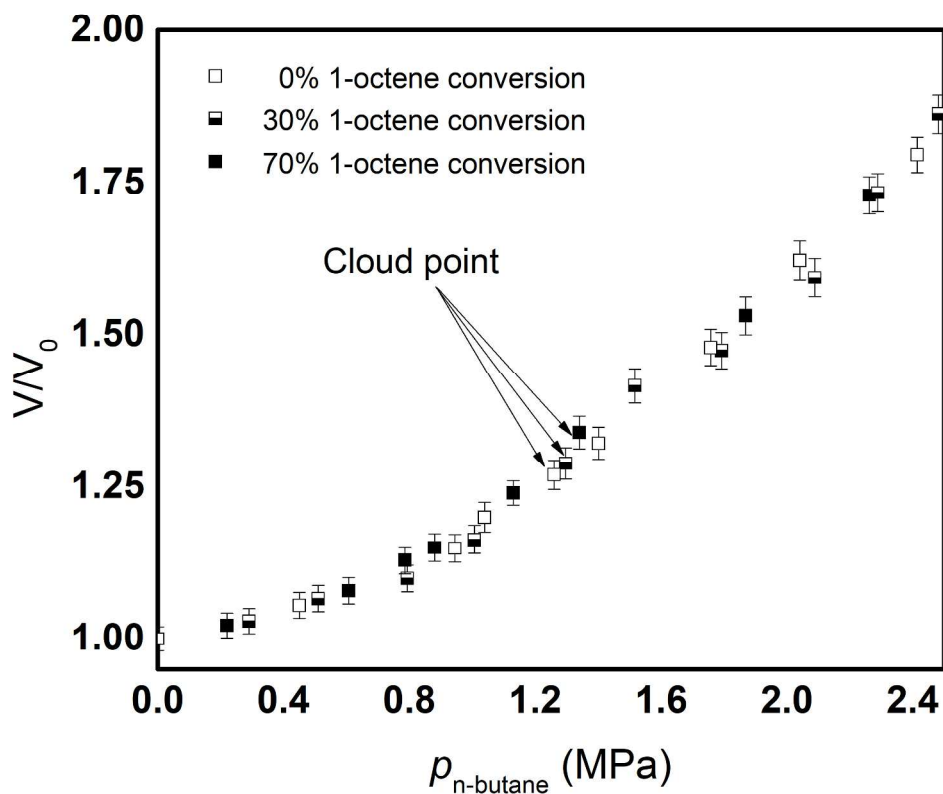 2.00
0% 1-octene conversion
30% 1-octene conversion
70% 1-octene conversion
1.75
Cloud point
1.50
V/V0
1.25
1.00
0.0 0.4 0.8 1.2 1.6 2.0 2.4
pn-butane (MPa)